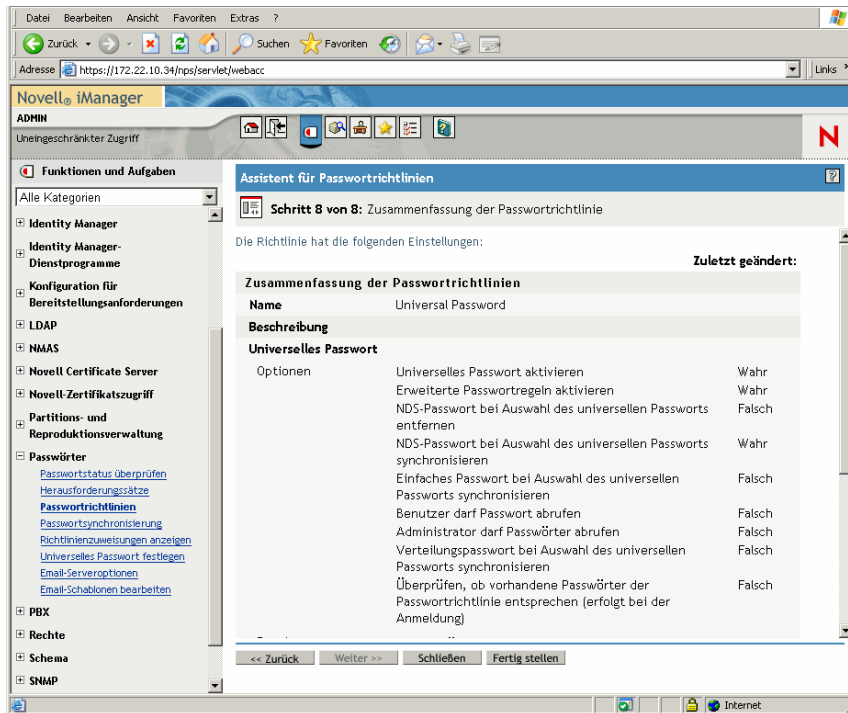 Datei Bearbeiten Ansicht Favoriten Extras ?
Zurück Suchen Favoriten
Adresse https://172.22.10.34/nps/servlet/webacc Links »
Novell® iManager
ADMIN
Uneingeschränkter Zugriff
N
Funktionen und Aufgaben
Alle Kategorien
Identity Manager
Identity Manager-
Dienstprogramme
Konfiguration für
Bereitstellungsanforderungen
LDAP
NMAS
Novell Certificate Server
Novell-Zertifikatszugriff
Partitions- und
Reproduktionsverwaltung
Passwörter
Passwortstatus überprüfen
Herausforderungssätze
Passwortrichtlinien
Passwortsynchronisierung
Richtlinienzuweisungen anzeigen
Universelles Passwort festlegen
Email-Serveroptionen
Email-Schablonen bearbeiten
PBX
Rechte
Schema
SNMP
Assistent für Passwortrichtlinien ?
Schritt 8 von 8: Zusammenfassung der Passwortrichtlinie
Die Richtlinie hat die folgenden Einstellungen:
Zuletzt geändert:
Zusammenfassung der Passwortrichtlinien
Name Universal Password
Beschreibung
Universelles Passwort
Optionen Universelles Passwort aktivieren Wahr
Erweiterte Passwortregeln aktivieren Wahr
NDS-Passwort bei Auswahl des universellen Passworts Falsch
entfernen
NDS-Passwort bei Auswahl des universellen Passworts Wahr
synchronisieren
Einfaches Passwort bei Auswahl des universellen Falsch
Passworts synchronisieren
Benutzer darf Passwort abrufen Falsch
Administrator darf Passwörter abrufen Falsch
Verteilungspasswort bei Auswahl des universellen Falsch
Passworts synchronisieren
Überprüfen, ob vorhandene Passwörter der Falsch
Passwortrichtlinie entsprechen (erfolgt bei der
Anmeldung)
<< Zurück Weiter >> Schließen Fertig stellen
Internet